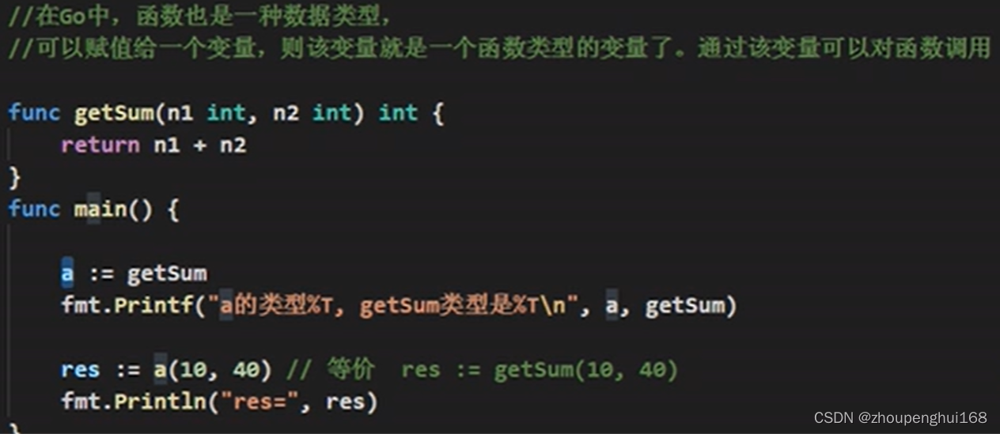 //在Go中，函数也是一种数据类型，
//可以赋值给一个变量，则该变量就是一个函数类型的变量了。通过该变量可以对函数调用
func getSum(n1 int, n2 int) int {
return n1 + n2
}
func main() {
a := getSum
fmt.Printf("a的类型%T, getSum类型是%T\n", a, getSum)
res := a(10, 40) // 等价  res := getSum(10, 40)
fmt.Println("res=", res)
}
CSDN @zhoupenghui168